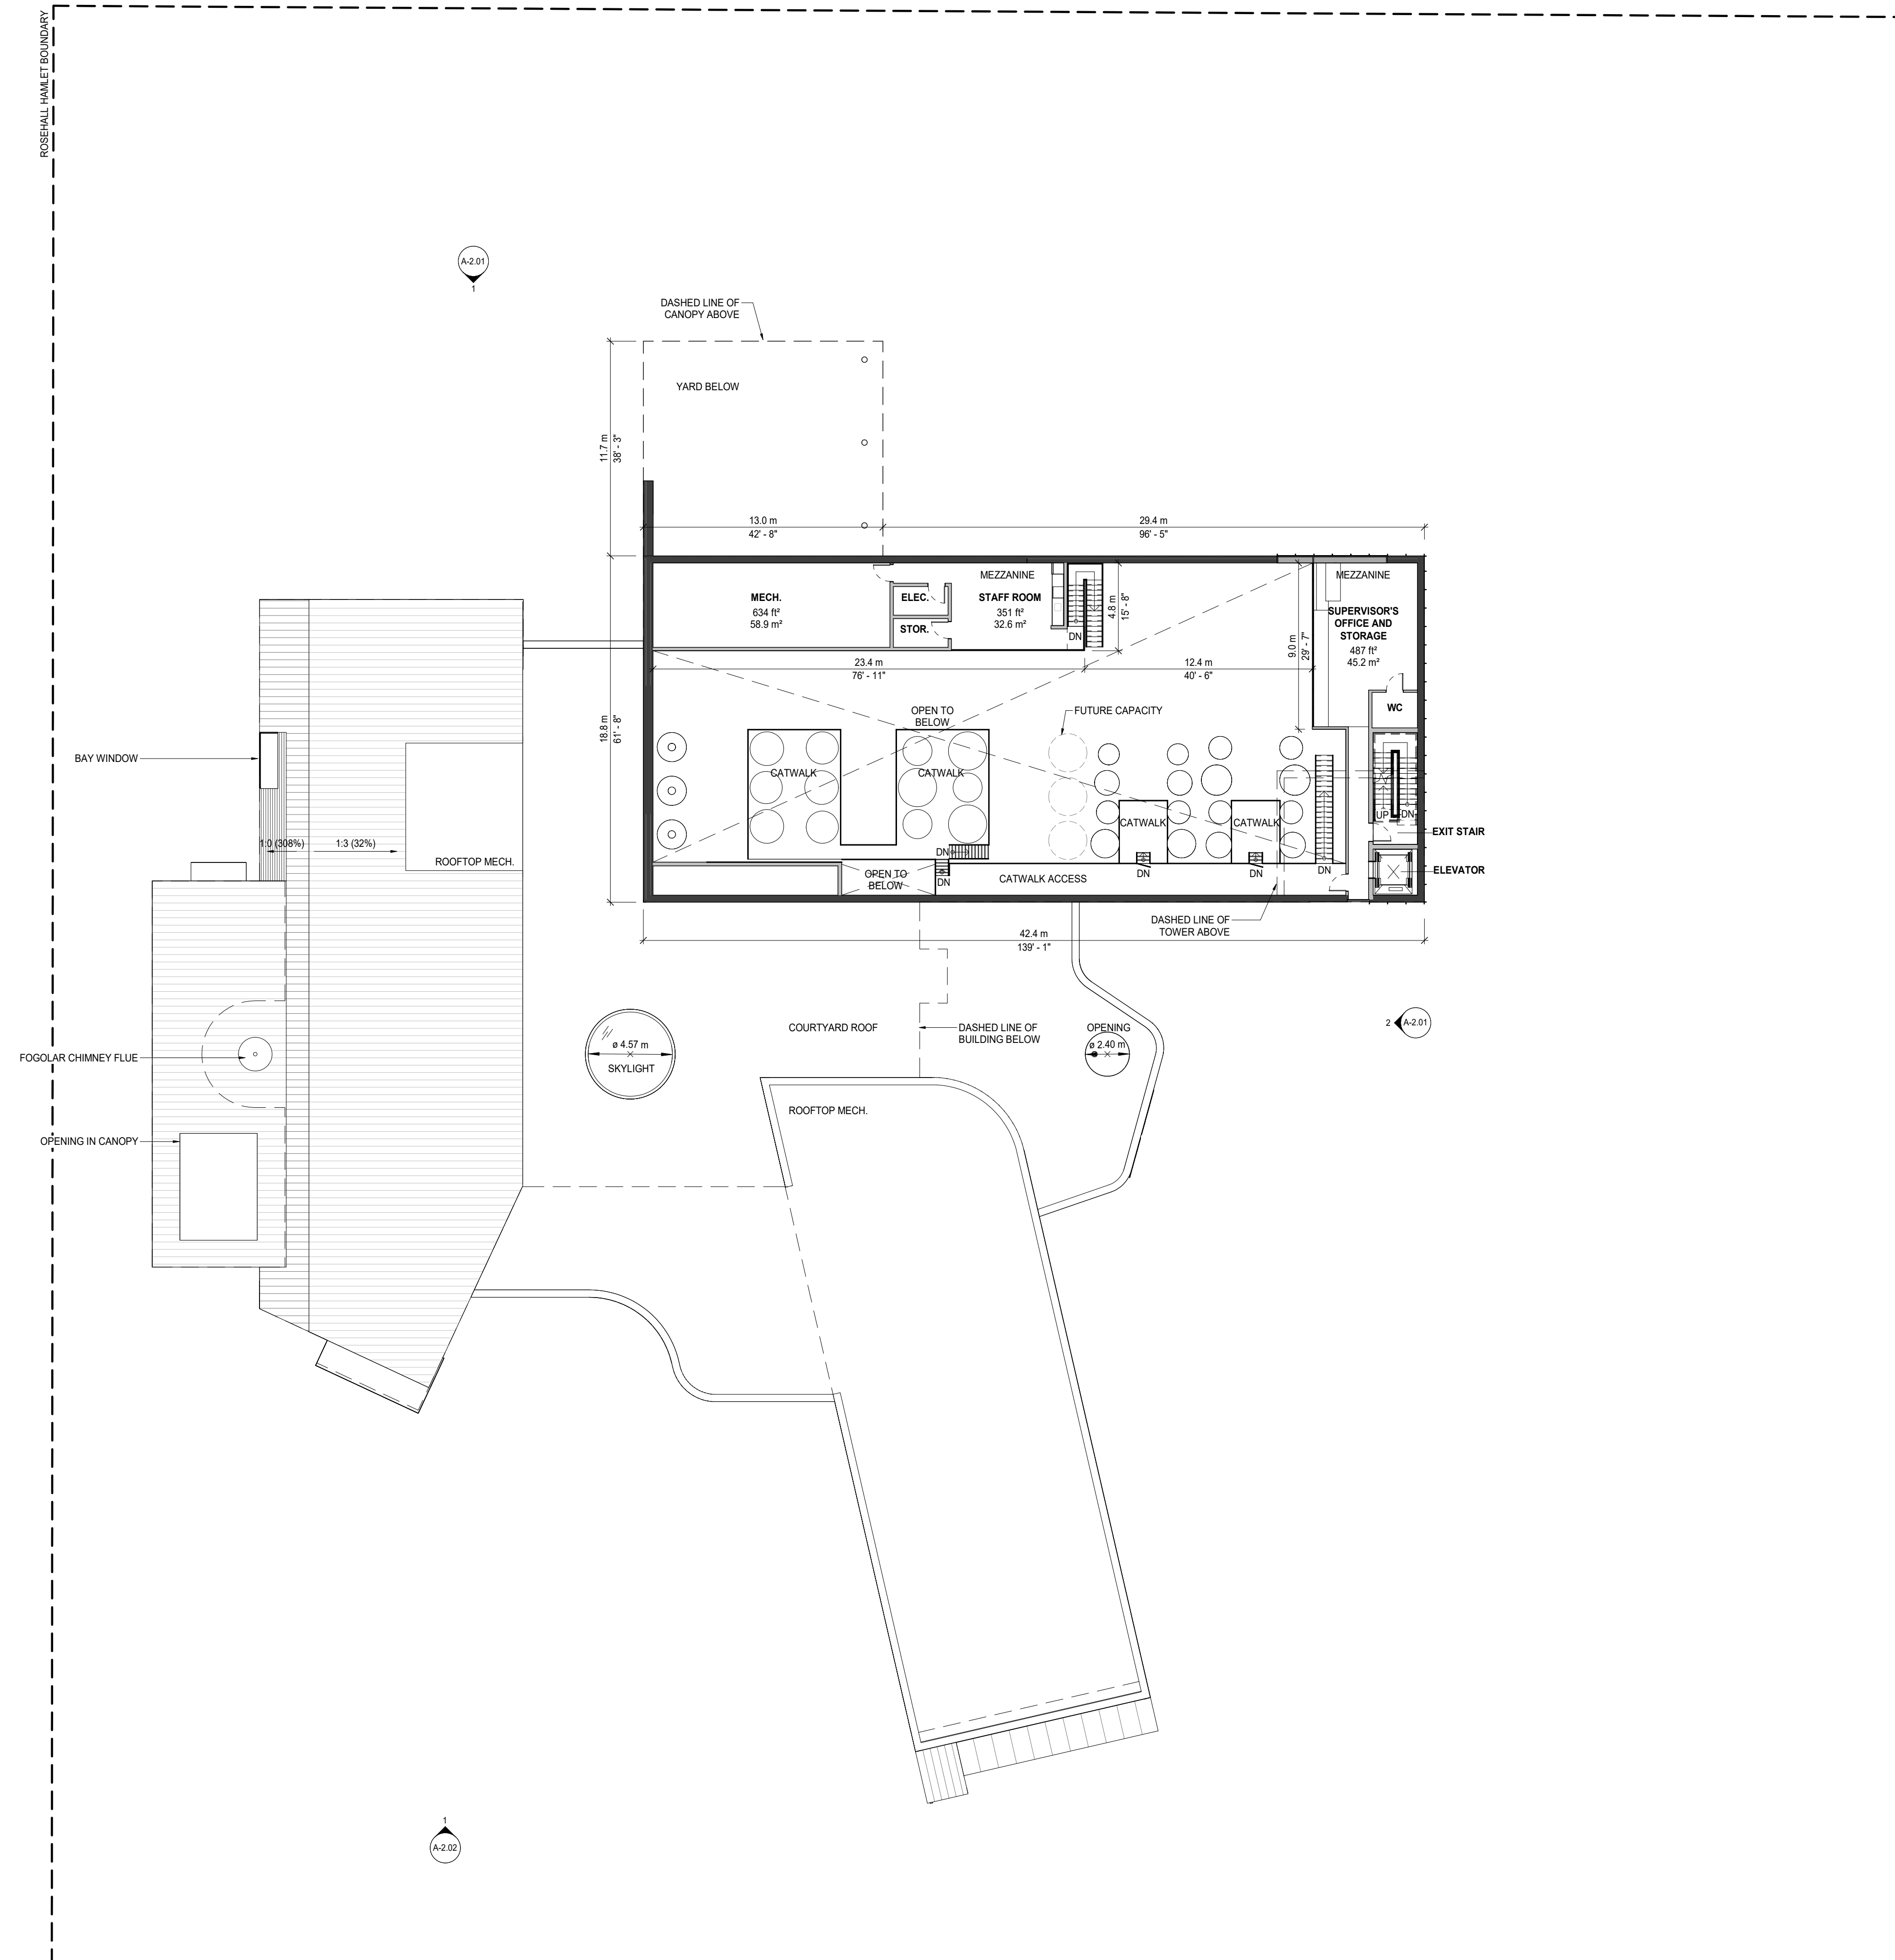 ROSEHALL HAMLET BOUNDARY
A-2.01
1
DASHED LINE OF
CANOPY ABOVE
YARD BELOW
11.7 m
38' - 3"
13.0 m
42' - 8"
29.4 m
96' - 5"
MEZZANINE
MEZZANINE
MECH.
634 ft²
58.9 m²
ELEC.
STOR.
STAFF ROOM
351 ft²
32.6 m²
DN
4.8 m
15' - 8"
SUPERVISOR'S
OFFICE AND
STORAGE
487 ft²
45.2 m²
9.0 m
29' - 7"
23.4 m
76' - 11"
12.4 m
40' - 6"
WC
18.8 m
61' - 8"
OPEN TO
BELOW
FUTURE CAPACITY
BAY WINDOW
CATWALK
CATWALK
CATWALK
CATWALK
UP
DN
EXIT STAIR
1:0 (308%)
1:3 (32%)
ROOFTOP MECH.
DN
OPEN TO
BELOW
DN
CATWALK ACCESS
DN
DN
DN
ELEVATOR
DASHED LINE OF
TOWER ABOVE
42.4 m
139' - 1"
COURTYARD ROOF
DASHED LINE OF
BUILDING BELOW
OPENING
ø 2.40 m
2
A-2.01
ø 4.57 m
SKYLIGHT
FOGOLAR CHIMNEY FLUE
ROOFTOP MECH.
OPENING IN CANOPY
1
A-2.02